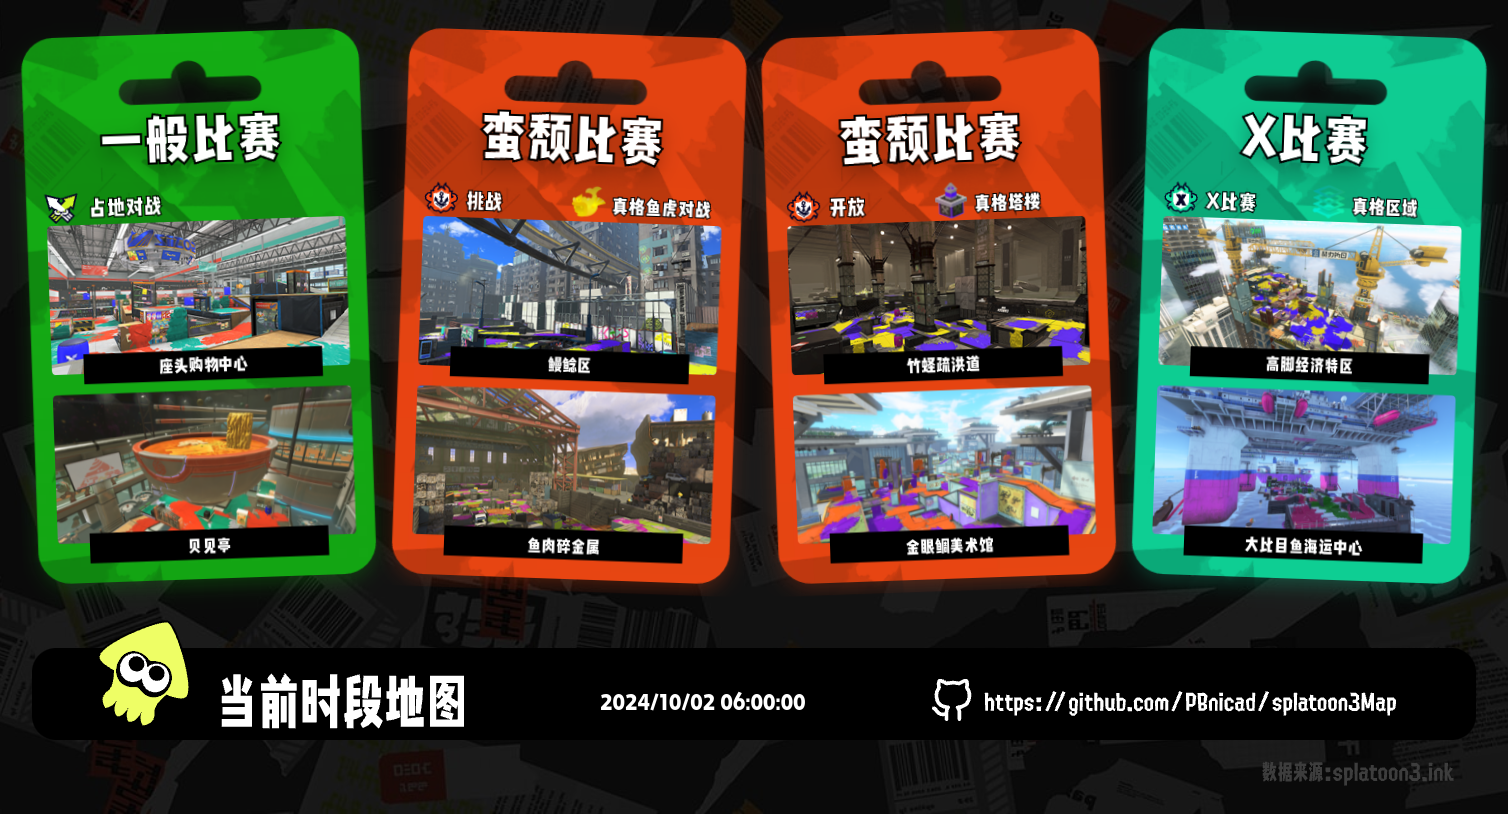 一般比赛
占地对战
座头购物中心
贝见亭
蛮颓比赛
挑战
真格鱼虎对战
鳗鲶区
鱼肉碎金属
蛮颓比赛
开放
真格塔楼
竹蛏疏洪道
金眼鲷美术馆
X比赛
X比赛
真格区域
高脚经济特区
大比目鱼海运中心
当前时段地图
2024/10/02 06:00:00
https://github.com/PBnicad/splatoon3Map
数据来源:splatoon3.ink